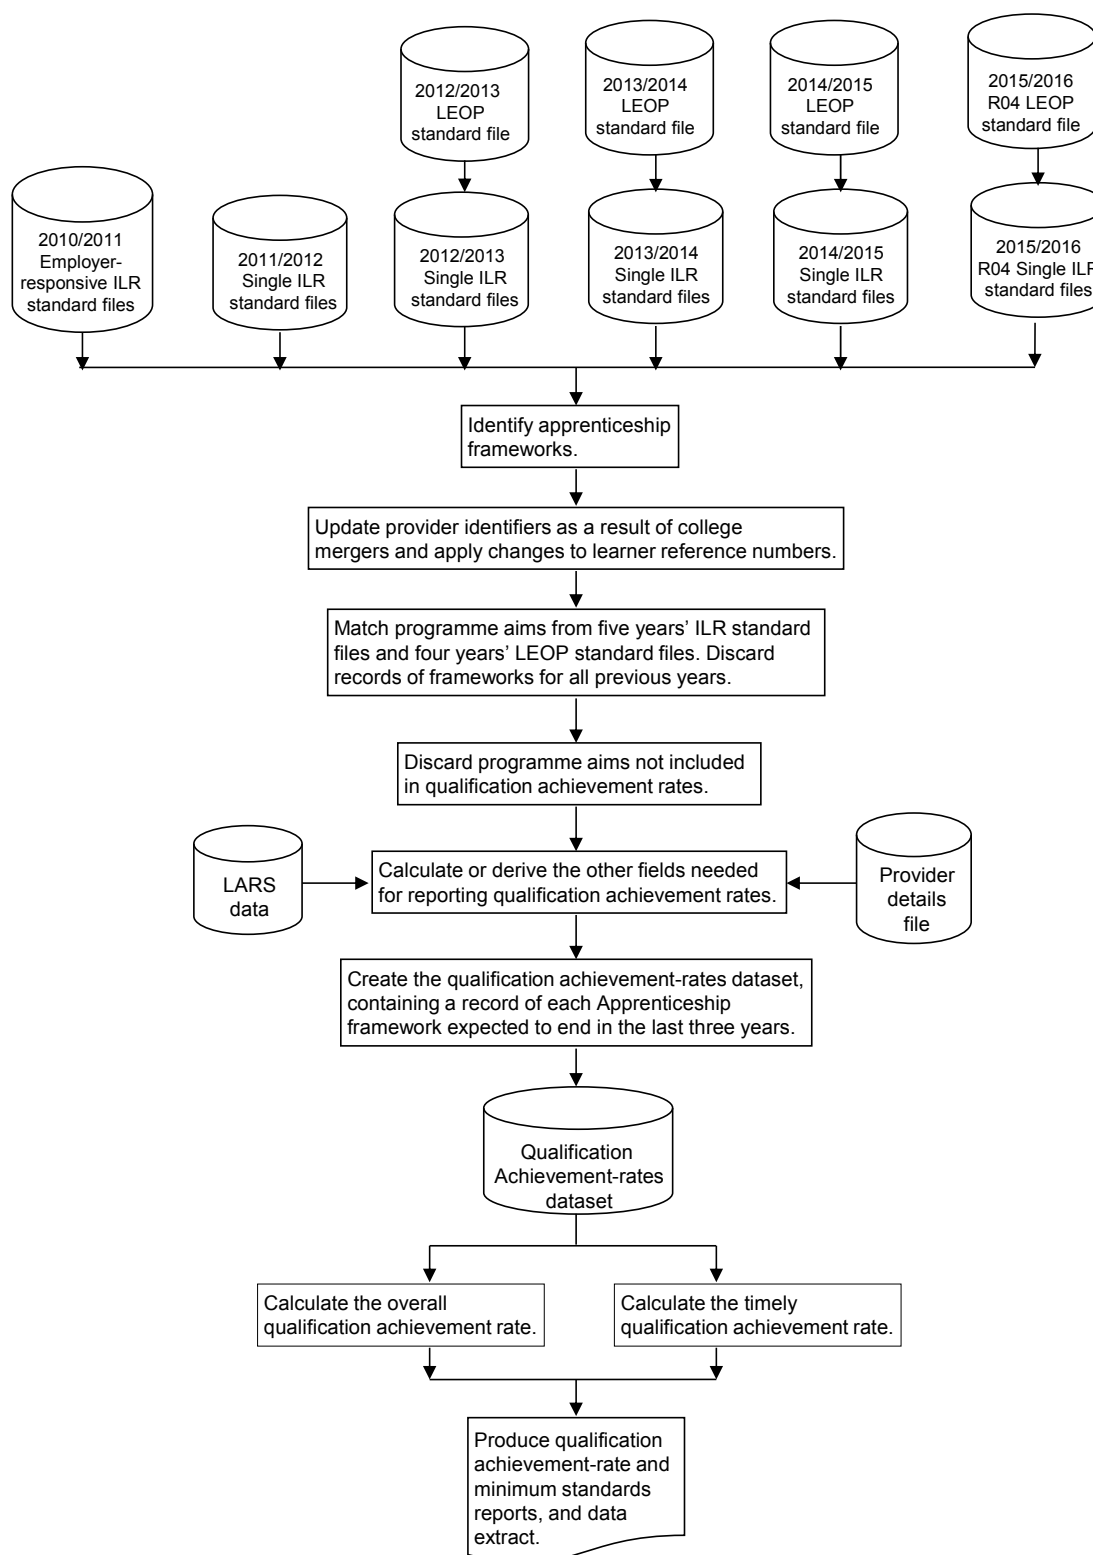 2012/2013
LEOP
standard file
2013/2014
LEOP
standard file
2014/2015
LEOP
standard file
2015/2016
R04 LEOP
standard file
2010/2011
Employer-
responsive ILR
standard files
2011/2012
Single ILR
standard files
2012/2013
Single ILR
standard files
2013/2014
Single ILR
standard files
2014/2015
Single ILR
standard files
2015/2016
R04 Single ILR
standard files
Identify apprenticeship
frameworks.
Update provider identifiers as a result of college
mergers and apply changes to learner reference numbers.
Match programme aims from five years’ ILR standard
files and four years’ LEOP standard files. Discard
records of frameworks for all previous years.
Discard programme aims not included
in qualification achievement rates.
LARS
data
Calculate or derive the other fields needed
for reporting qualification achievement rates.
Provider
details
file
Create the qualification achievement-rates dataset,
containing a record of each Apprenticeship
framework expected to end in the last three years.
Qualification
Achievement-rates
dataset
Calculate the overall
qualification achievement rate.
Calculate the timely
qualification achievement rate.
Produce qualification
achievement-rate and
minimum standards
reports, and data
extract.